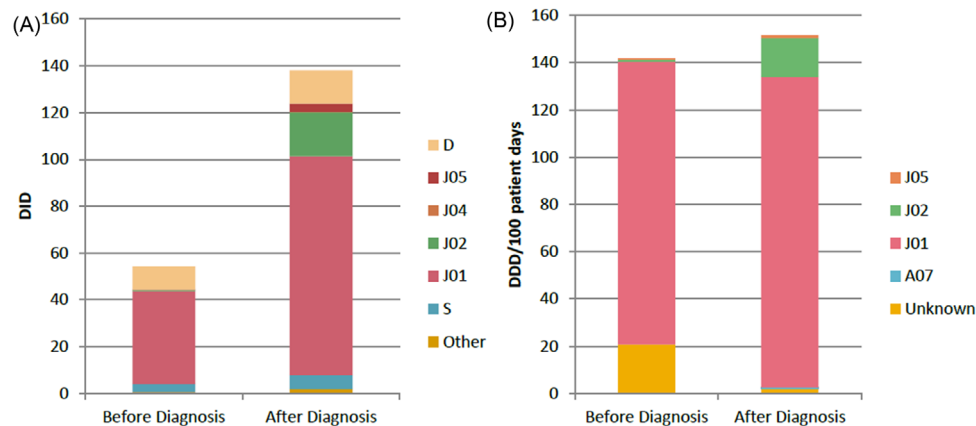 (A)
160
140
120
100
80
60
40
20
0
DID
Before Diagnosis
After Diagnosis
D
J05
J04
J02
J01
S
Other
(B)
160
140
120
100
80
60
40
20
0
DDD/100 patient days
Before Diagnosis
After Diagnosis
J05
J02
J01
A07
Unknown